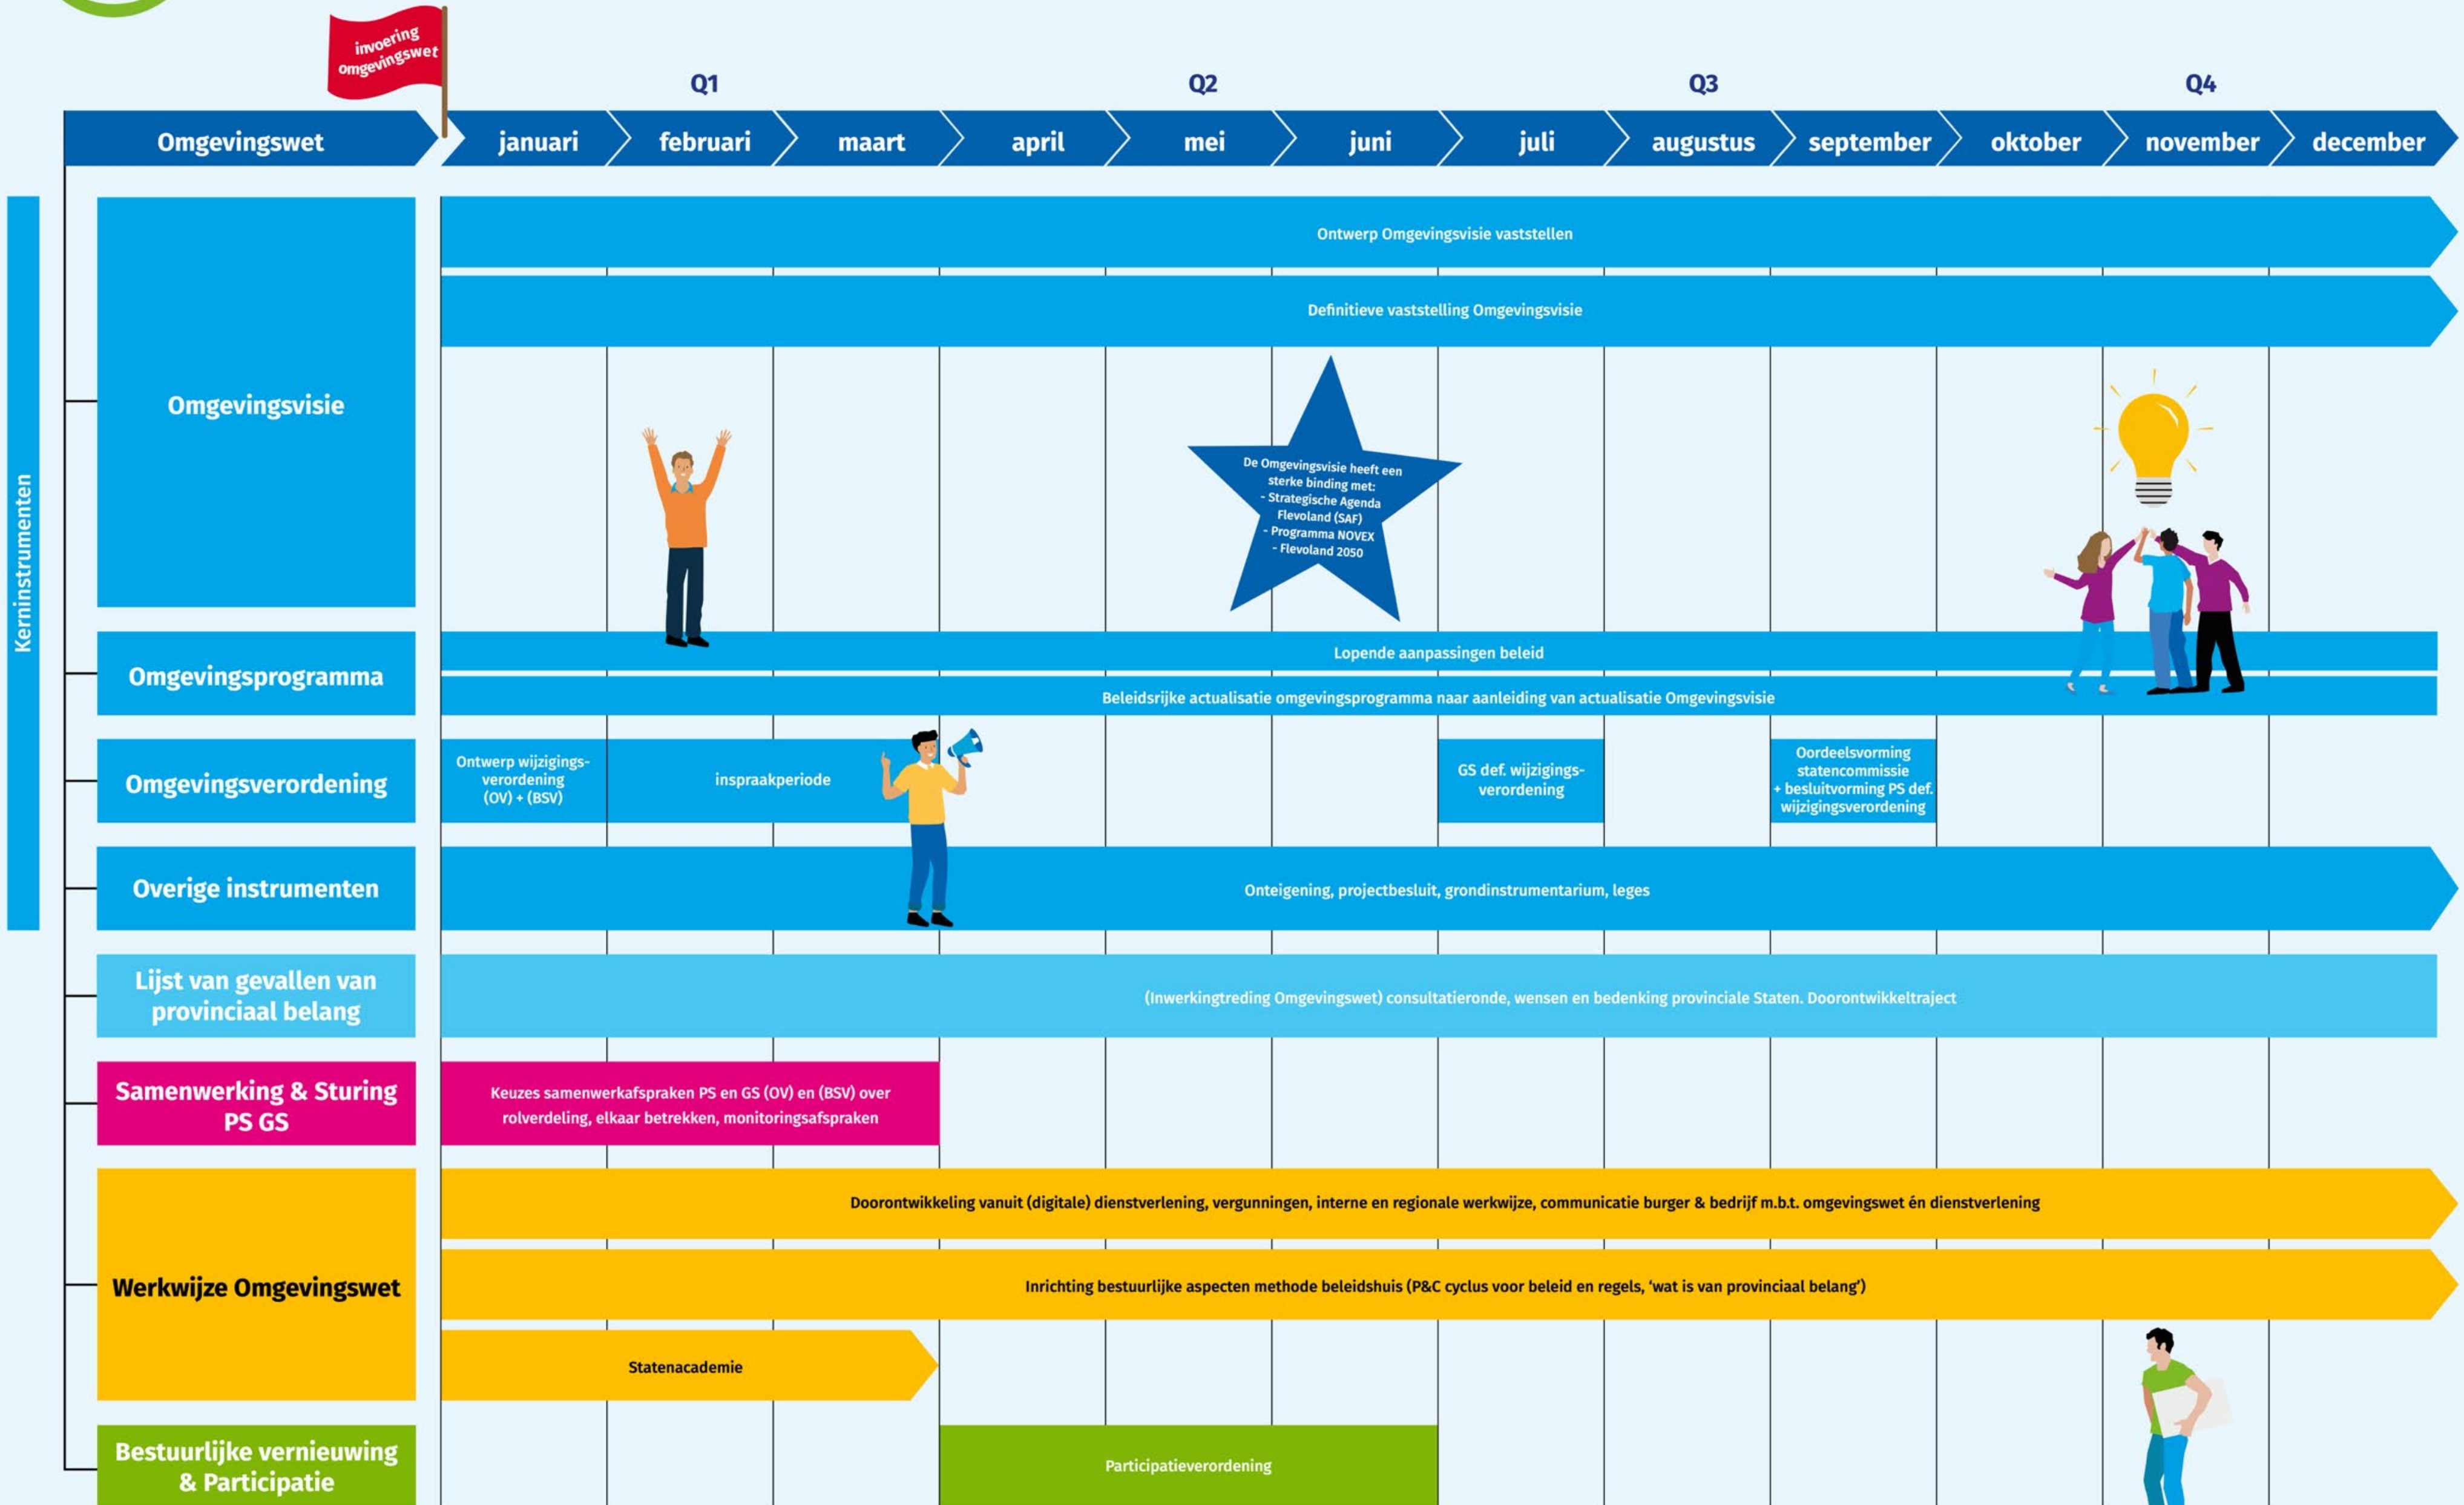 invoering
omgevingswet
Q1
Q2
Q3
Q4
Omgevingswet
januari
februari
maart
april
mei
juni
juli
augustus
september
oktober
november
december
Kerninstrumenten
Omgevingsvisie
Ontwerp Omgevingsvisie vaststellen
Definitieve vaststelling Omgevingsvisie
De Omgevingsvisie heeft een
sterke binding met:
- Strategische Agenda
Flevoland (SAF)
- Programma NOVEX
- Flevoland 2050
Omgevingsprogramma
Lopende aanpassingen beleid
Beleidsrijke actualisatie omgevingsprogramma naar aanleiding van actualisatie Omgevingsvisie
Omgevingsverordening
Ontwerp wijzigings-
verordening
(OV) + (BSV)
inspraakperiode
GS def. wijzigings-
verordening
Oordeelsvorming
statencommissie
+ besluitvorming PS def.
wijzigingsverordening
Overige instrumenten
Onteigening, projectbesluit, grondinstrumentarium, leges
Lijst van gevallen van
provinciaal belang
(Inwerkingtreding Omgevingswet) consultatieronde, wensen en bedenking provinciale Staten. Doorontwikkeltraject
Samenwerking & Sturing
PS GS
Keuzes samenwerkafspraken PS en GS (OV) en (BSV) over
rolverdeling, elkaar betrekken, monitoringsafspraken
Werkwijze Omgevingswet
Doorontwikkeling vanuit (digitale) dienstverlening, vergunningen, interne en regionale werkwijze, communicatie burger & bedrijf m.b.t. omgevingswet én dienstverlening
Inrichting bestuurlijke aspecten methode beleidshuis (P&C cyclus voor beleid en regels, ‘wat is van provinciaal belang’)
Statenacademie
Bestuurlijke vernieuwing
& Participatie
Participatieverordening